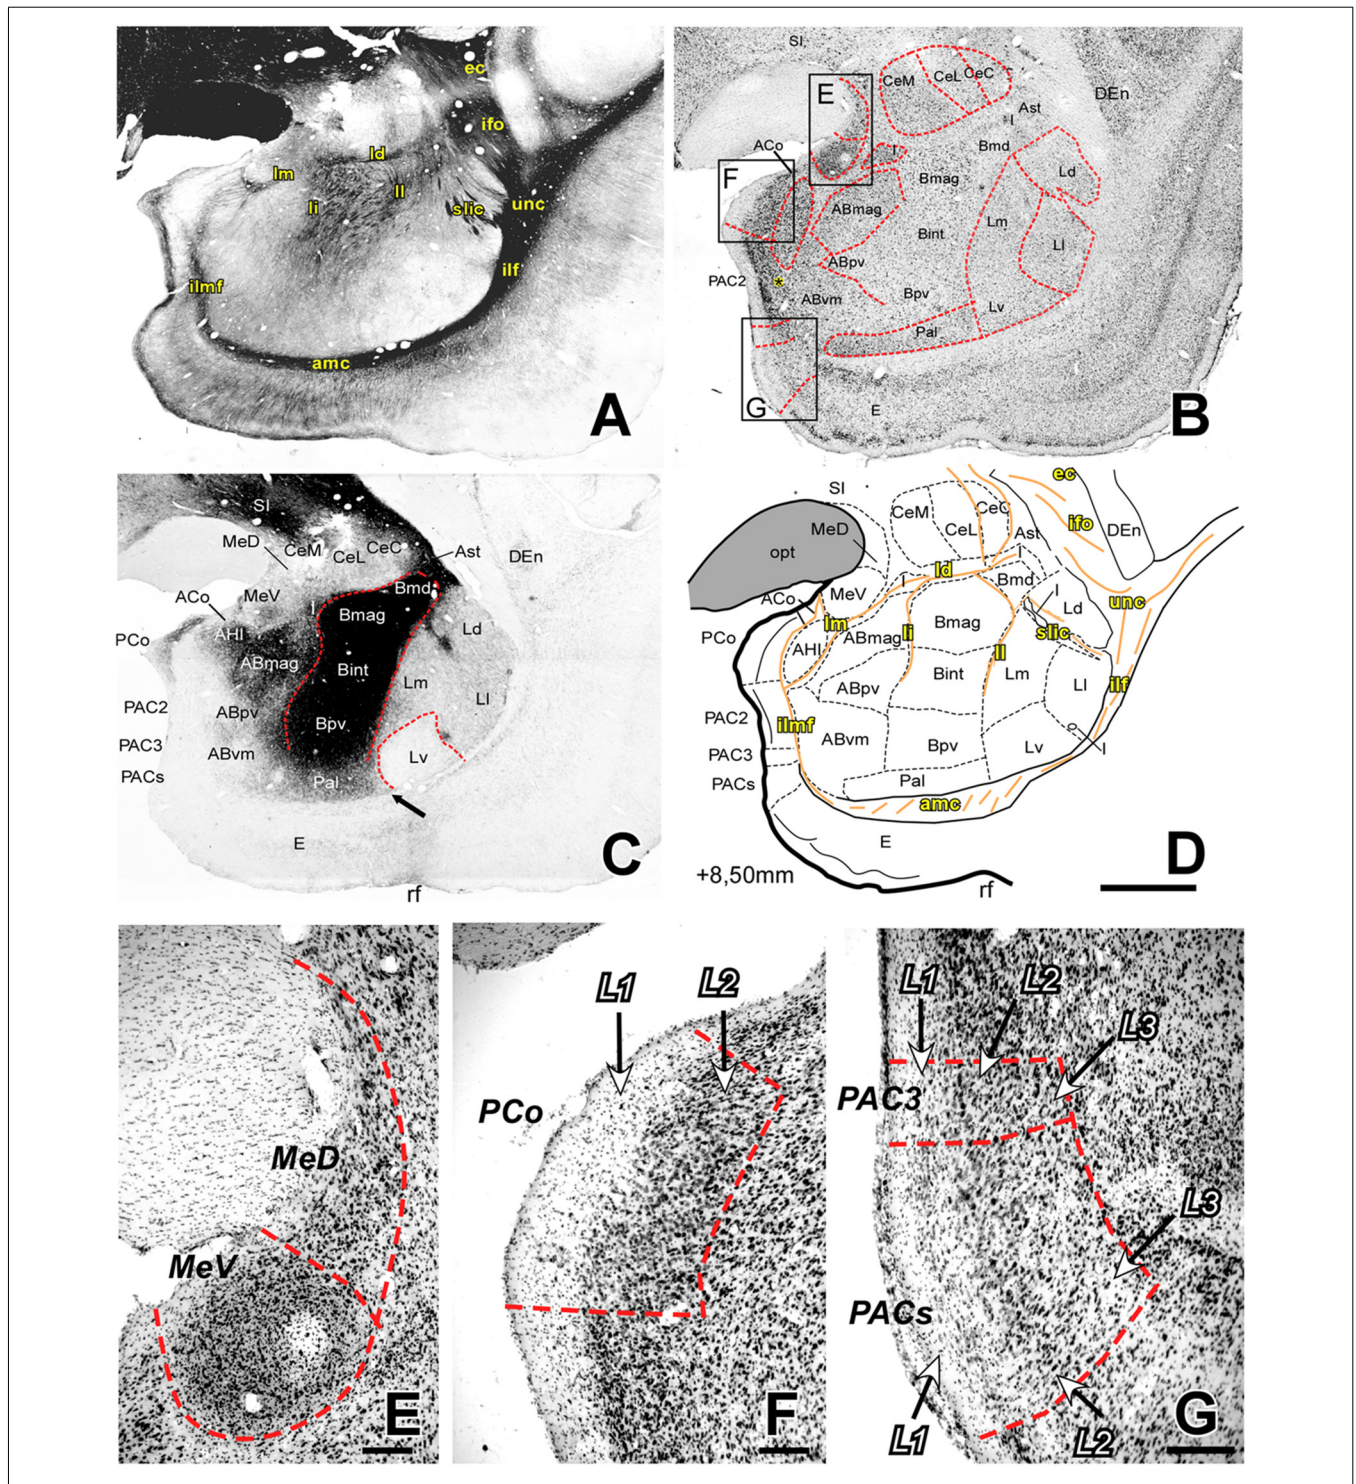 ec
ifo
ld
lm
ll
li
slic
unc
ilf
ilmf
amc
A
SI
CeM
CeL
CeC
DEn
E
Ast
I
ACo
I
Bmd
F
Bmag
Ld
ABmag
Lm
Bint
Ll
ABpv
PAC2
*
ABvm
Bpv
Lv
Pal
G
E
B
SI
MeD
CeM
CeL
CeC
Ast
DEn
ACo
MeV
I
Bmd
Bmag
PCo
AHI
Ld
ABmag
Bint
Lm
Ll
PAC2
ABpv
Bpv
PAC3
ABvm
PACs
Lv
Pal
E
C
rf
SI
CeM
CeC
CeL
ec
MeD
Ast
ifo
DEn
opt
I
ld
I
Bmd
ACo
MeV
I
Ld
unc
lm
Bmag
slic
PCo
ABmag
li
AHI
ll
Bint
Lm
Ll
ilf
ABpv
PAC2
ilmf
ABvm
Bpv
Lv
I
PAC3
PACs
Pal
amc
E
D
+8,50mm
rf
MeD
MeV
E
L1 L2
PCo
F
L1 L2
L3
PAC3
L3
PACs
L1
L2
G